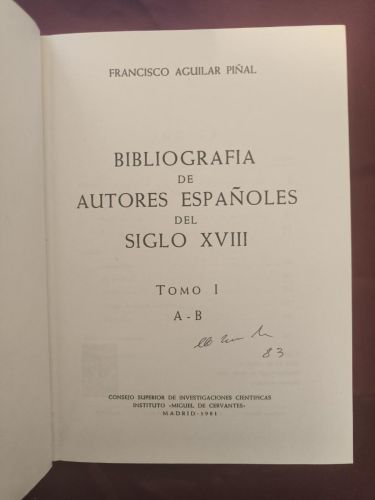 FRANCISCO AGUILAR PIÑAL
BIBLIOGRAFIA
DE
AUTORES ESPAÑOLES
DEL
SIGLO XVIII
TOMO I
A - B
83
CONSEJO SUPERIOR DE INVESTIGACIONES CIENTIFICAS
INSTITUTO «MIGUEL DE CERVANTES»
MADRID - 1981